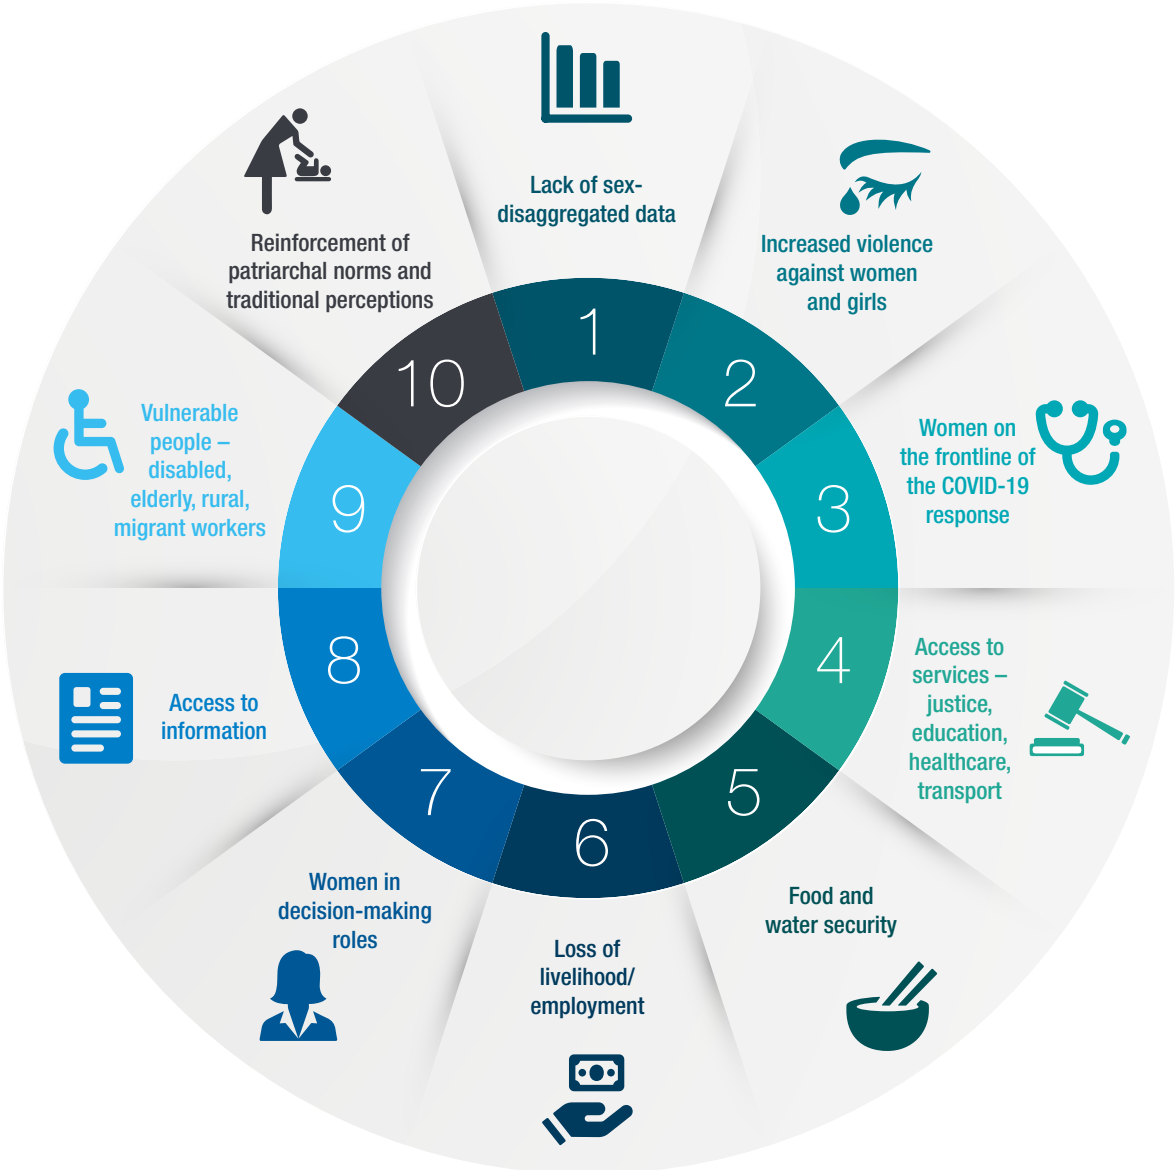 1
Lack of sex-
disaggregated data
2
Increased violence
against women
and girls
3
Women on
the frontline of
the COVID-19
response
4
Access to
services –
justice,
education,
healthcare,
transport
5
Food and
water security
6
Loss of
livelihood/
employment
7
Women in
decision-making
roles
8
Access to
information
9
Vulnerable
people –
disabled,
elderly, rural,
migrant workers
10
Reinforcement of
patriarchal norms and
traditional perceptions